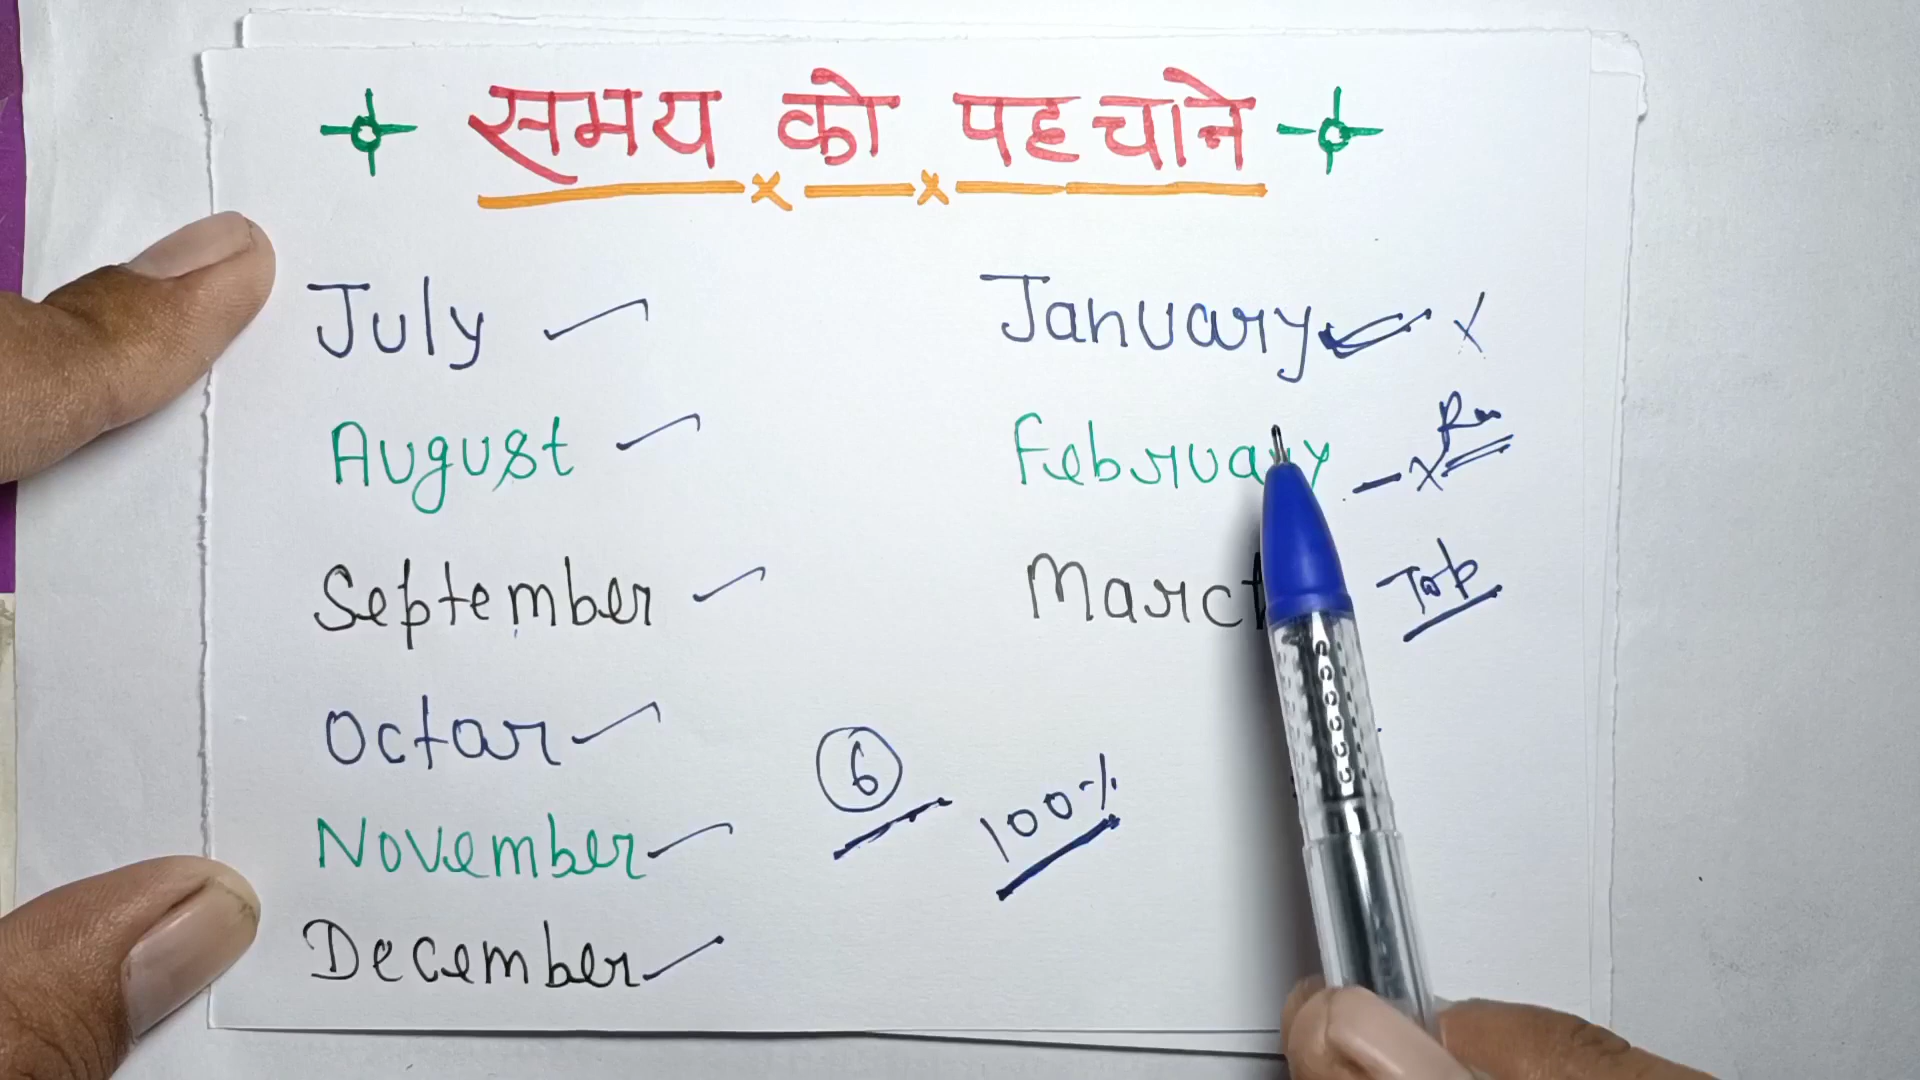 समय को पहचाने
July
August
September
Octar
November
December
6
100%
January
February
March
Top